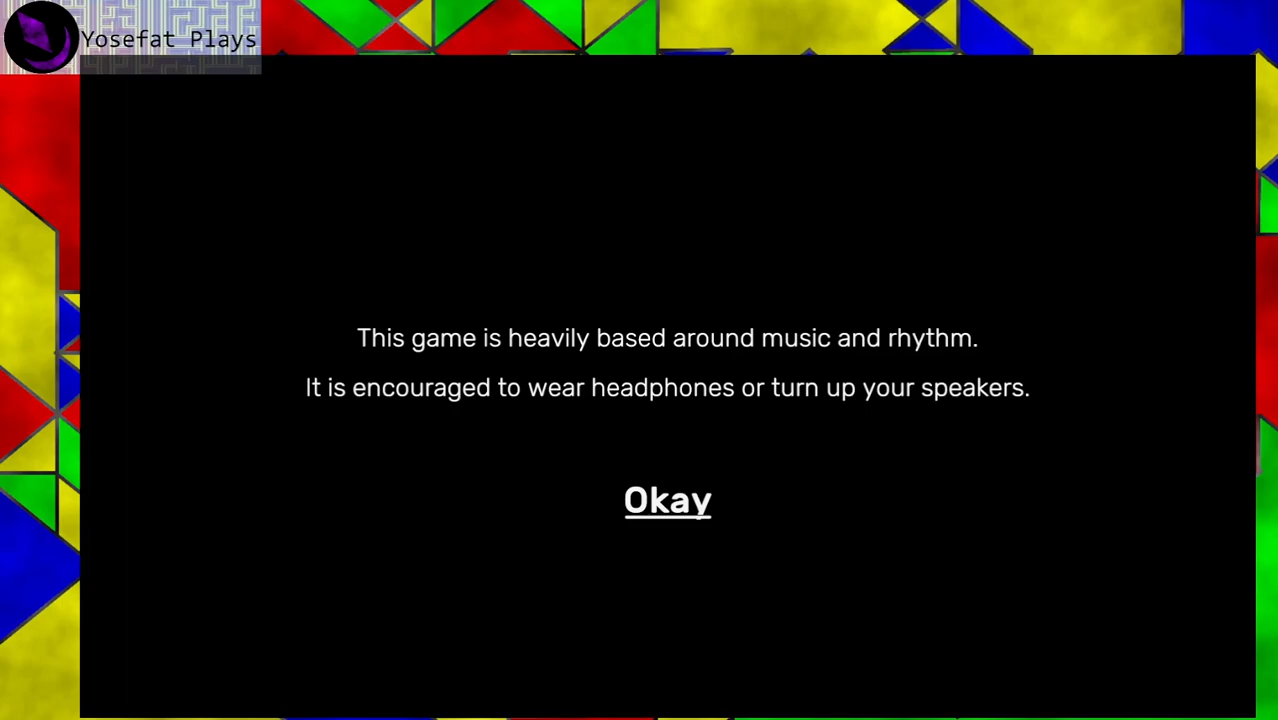 Yosefat Plays
This game is heavily based around music and rhythm.
It is encouraged to wear headphones or turn up your speakers.
Okay